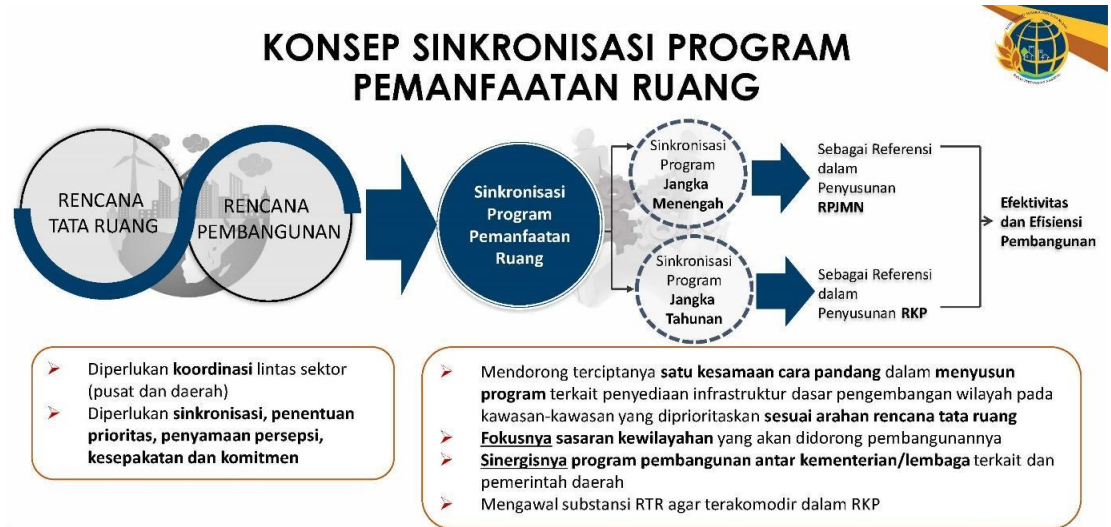 KONSEP SINKRONISASI PROGRAM
PEMANFAATAN RUANG
RENCANA
TATA RUANG
RENCANA
PEMBANGUNAN
Sinkronisasi
Program
Pemanfaatan
Ruang
Sinkronisasi
Program
Jangka
Menengah
Sebagai Referensi
dalam
Penyusunan
RPJMN
Sinkronisasi
Program
Jangka
Tahunan
Sebagai Referensi
dalam
Penyusunan RKP
Efektivitas
dan Efisiensi
Pembangunan
Diperlukan koordinasi lintas sektor
(pusat dan daerah)
Diperlukan sinkronisasi, penentuan
prioritas, penyamaan persepsi,
kesepakatan dan komitmen
Mendorong terciptanya satu kesamaan cara pandang dalam menyusun
program terkait penyediaan infrastruktur dasar pengembangan wilayah pada
kawasan-kawasan yang diprioritaskan sesuai arahan rencana tata ruang
Fokusnya sasaran kewilayahan yang akan didorong pembangunannya
Sinergisnya program pembangunan antar kementerian/lembaga terkait dan
pemerintah daerah
Mengawal substansi RTR agar terakomodir dalam RKP